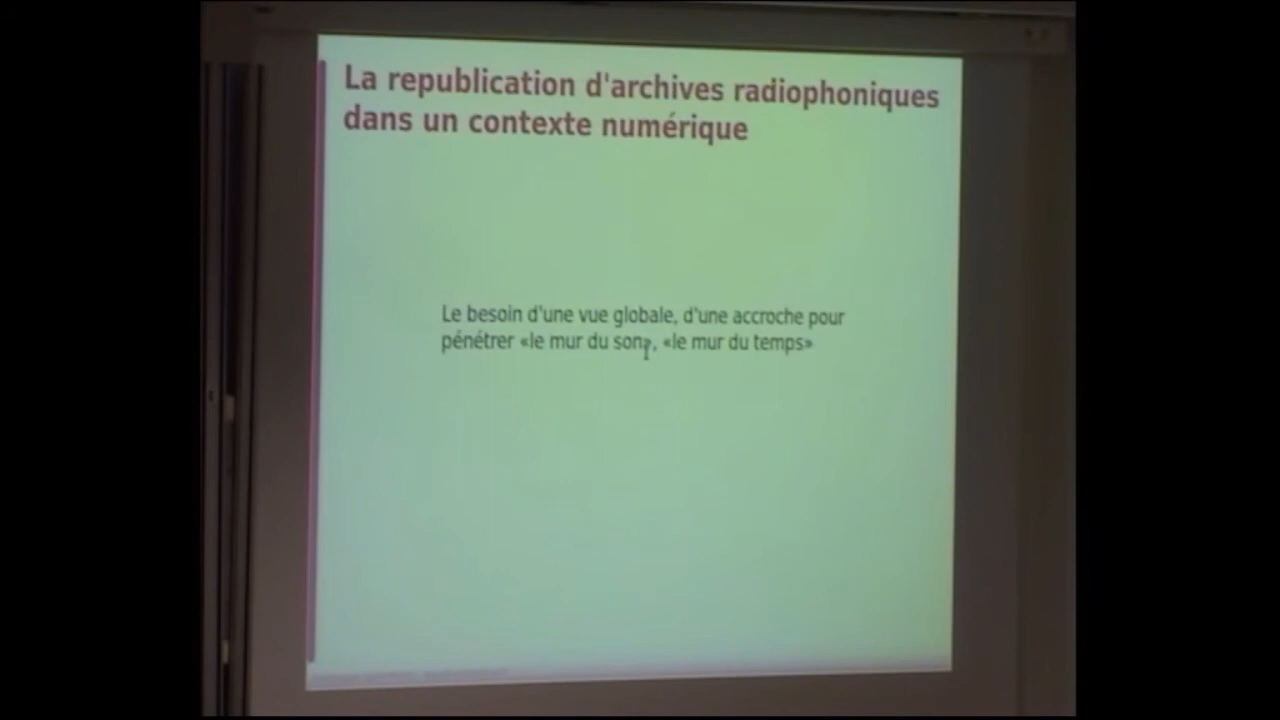 La republication d'archives radiophoniques
dans un contexte numérique
Le besoin d'une vue globale, d'une accroche pour
pénétrer «le mur du son», «le mur du temps»